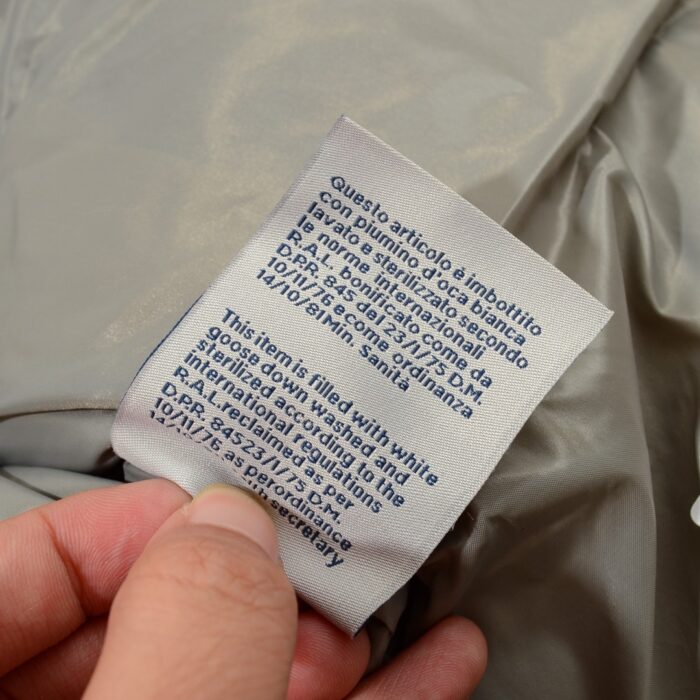 Questo articolo é imbottito
con piumino d'oca bianca
lavato e sterilizzato secondo
le norme internazionali
R.A.L. bonificato come da
D.P.R. 845 del 23/1/75 D.M.
10/11/76 e come ordinanza
14/10/81 Min. Sanità
This item is filled with white
goose down washed and
sterilized according to the
international regulations
R.A.L. reclaimed as per
D.P.R. 845 23/1/75 D.M.
10/11/76 as per ordinance
secretary